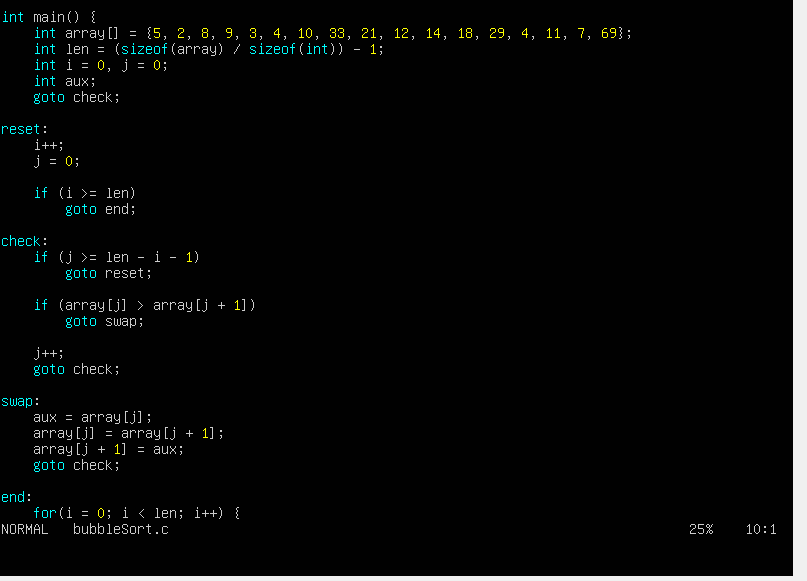 int main() {
    int array[] = {5, 2, 8, 9, 3, 4, 10, 33, 21, 12, 14, 18, 29, 4, 11, 7, 69};
    int len = (sizeof(array) / sizeof(int)) - 1;
    int i = 0, j = 0;
    int aux;
    goto check;

reset:
    i++;
    j = 0;

    if (i >= len)
        goto end;

check:
    if (j >= len - i - 1)
        goto reset;

    if (array[j] > array[j + 1])
        goto swap;

    j++;
    goto check;

swap:
    aux = array[j];
    array[j] = array[j + 1];
    array[j + 1] = aux;
    goto check;

end:
    for(i = 0; i < len; i++) {
NORMAL   bubbleSort.c   25%   10:1